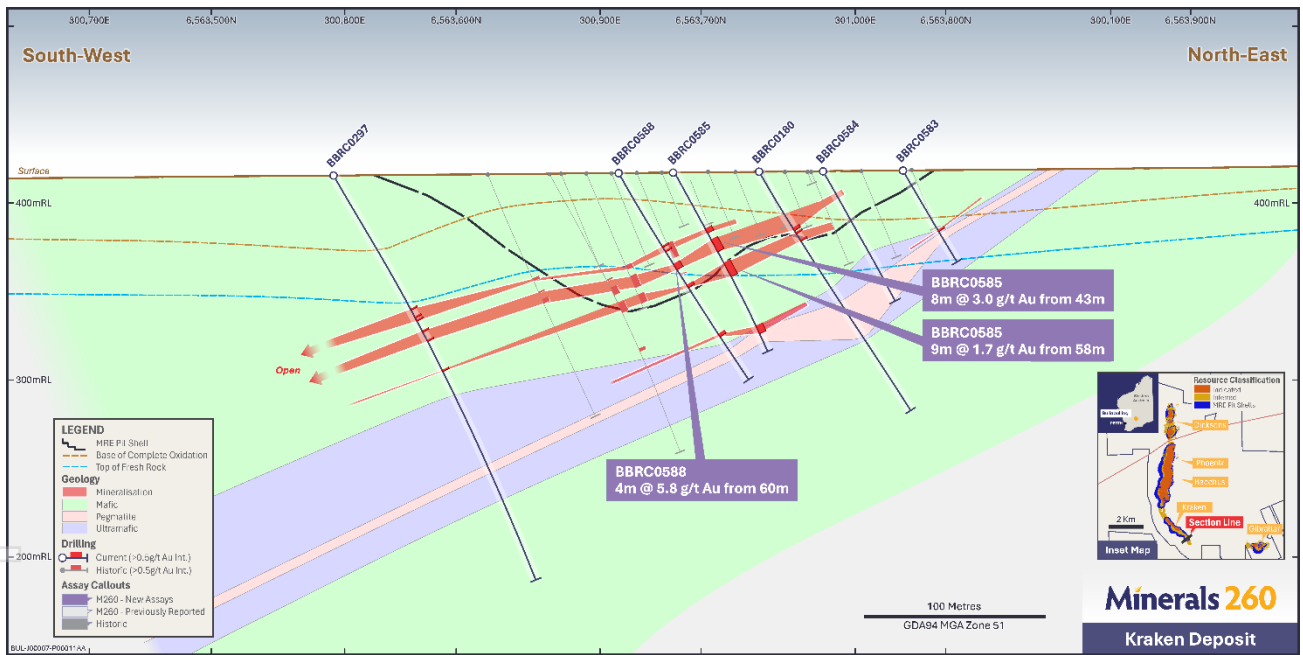 300,700E
6,563,500N
300,800E
6,563,600N
300,900E
6,563,700N
301,000E
6,563,800N
300,100E
6,563,900N
South-West
North-East
BBRC0297
BBRC0588
BBRC0585
BBRC0180
BBRC0584
BBRC0583
Surface
400mRL
400mRL
BBRC0585
8m @ 3.0 g/t Au from 43m
BBRC0585
9m @ 1.7 g/t Au from 58m
Open
300mRL
BBRC0588
4m @ 5.8 g/t Au from 60m
LEGEND
MRE Pit Shell
Base of Complete Oxidation
Top of Fresh Rock
Geology
Mineralisation
Mafic
Pegmatite
Ultramafic
Drilling
Current (>0.5g/t Au Int.)
Historic (>0.5g/t Au Int.)
Assay Callouts
M260 - New Assays
M260 - Previously Reported
Historic
200mRL
Resource Classification
Indicated
Inferred
MRE Pit Shells
Dicksons
Phoenix
Bacchus
Kraken
Section Line
Gibraltar
2 Km
Inset Map
100 Metres
GDA94 MGA Zone 51
Minerals 260
Kraken Deposit
BUL-J00007-P00011AA